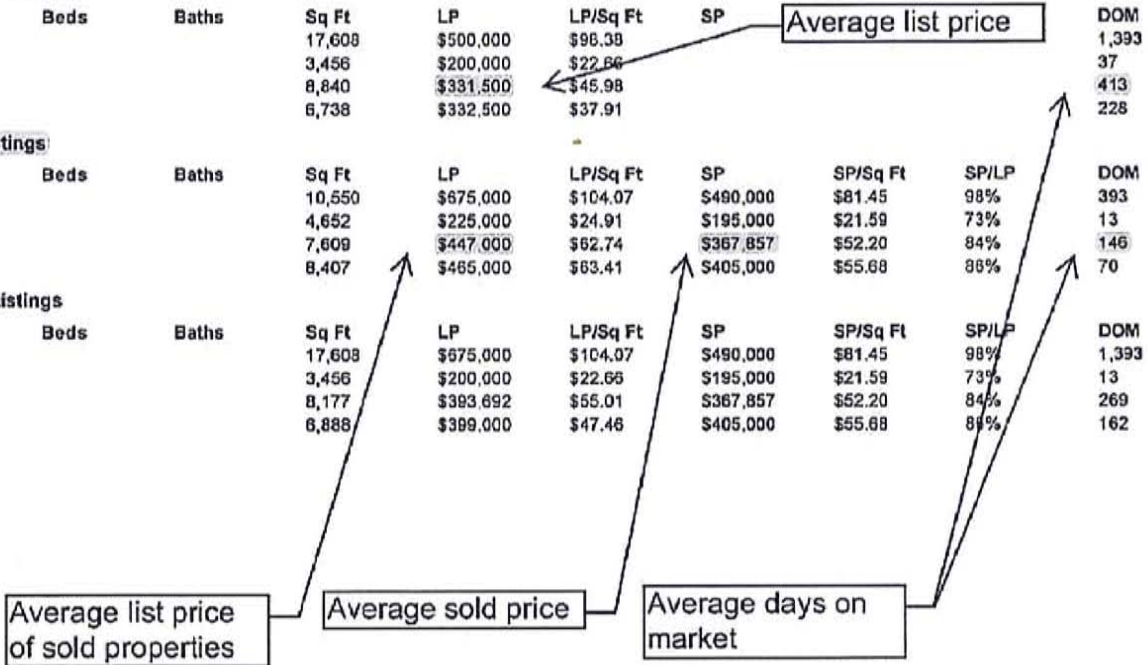 Beds Baths Sq Ft LP LP/Sq Ft SP Average list price DOM
17,608 $500,000 $98.38 1,393
3,456 $200,000 $22.66 37
8,840 $331,500 $45.98 413
6,738 $332,500 $37.91 228
tings
Beds Baths Sq Ft LP LP/Sq Ft SP SP/Sq Ft SP/LP DOM
10,550 $675,000 $104.07 $490,000 $81.45 98% 393
4,652 $225,000 $24.91 $195,000 $21.59 73% 13
7,609 $447,000 $62.74 $367,857 $52.20 84% 146
8,407 $465,000 $63.41 $405,000 $55.68 86% 70
istings
Beds Baths Sq Ft LP LP/Sq Ft SP SP/Sq Ft SP/LP DOM
17,608 $675,000 $104.07 $490,000 $81.45 98% 1,393
3,456 $200,000 $22.66 $195,000 $21.59 73% 13
8,177 $393,692 $55.01 $367,857 $52.20 84% 269
6,888 $399,000 $47.46 $405,000 $55.68 86% 162
Average list price
of sold properties
Average sold price
Average days on
market